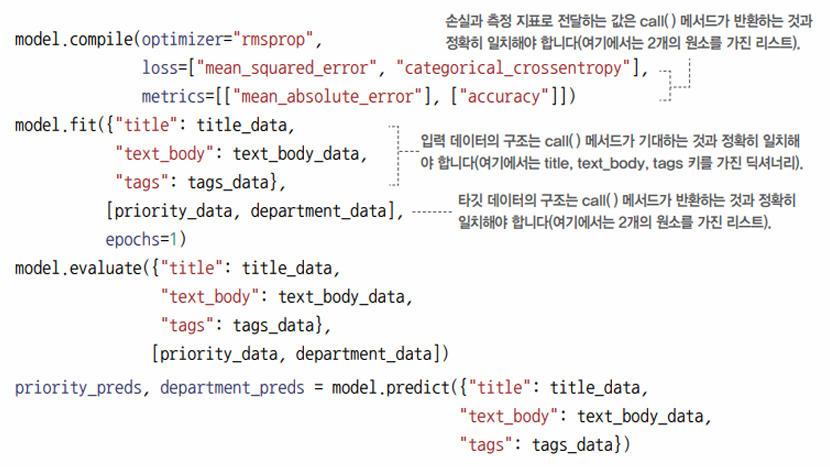 손실과 측정 지표로 전달하는 값은 call( ) 메서드가 반환하는 것과
정확히 일치해야 합니다(여기에서는 2개의 원소를 가진 리스트).
model.compile(optimizer="rmsprop",
loss=["mean_squared_error", "categorical_crossentropy"],
metrics=[["mean_absolute_error"], ["accuracy"]])
model.fit({"title": title_data,
"text_body": text_body_data,
"tags": tags_data},
입력 데이터의 구조는 call( ) 메서드가 기대하는 것과 정확히 일치해
야 합니다(여기에서는 title, text_body, tags 키를 가진 딕셔너리).
[priority_data, department_data],
타깃 데이터의 구조는 call( ) 메서드가 반환하는 것과 정확히
일치해야 합니다(여기에서는 2개의 원소를 가진 리스트).
epochs=1)
model.evaluate({"title": title_data,
"text_body": text_body_data,
"tags": tags_data},
[priority_data, department_data])
priority_preds, department_preds = model.predict({"title": title_data,
"text_body": text_body_data,
"tags": tags_data})